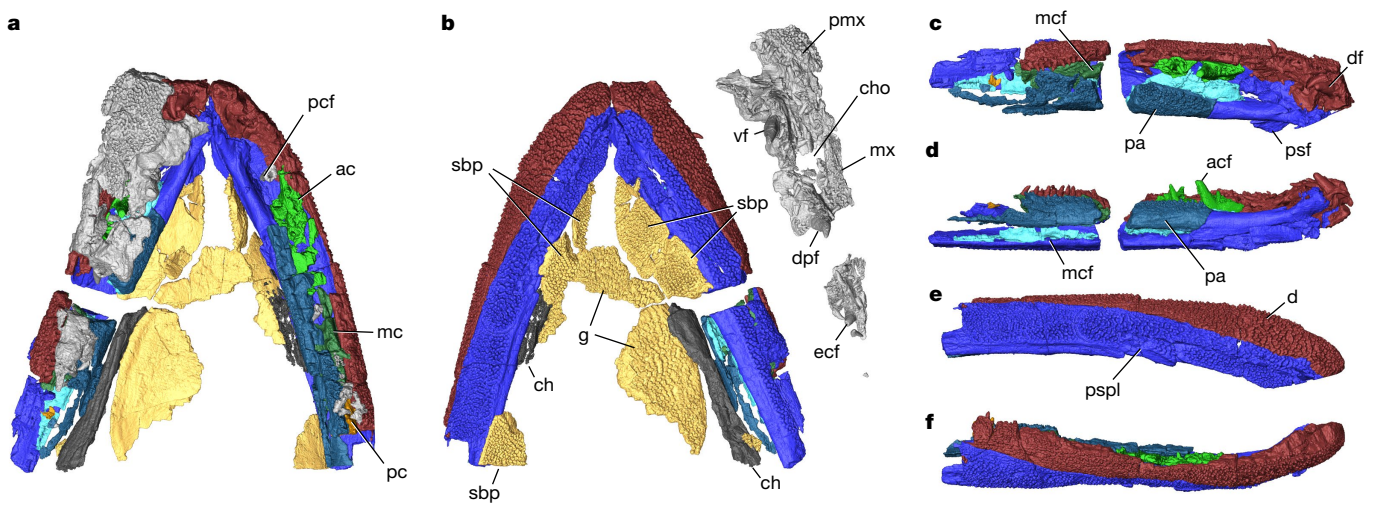 a
pcf
ac
mc
pc
b
sbp
sbp
g
ch
sbp
ch
pmx
cho
vf
mx
dpf
ecf
c
mcf
df
pa
psf
d
acf
mcf
pa
e
d
pspl
f